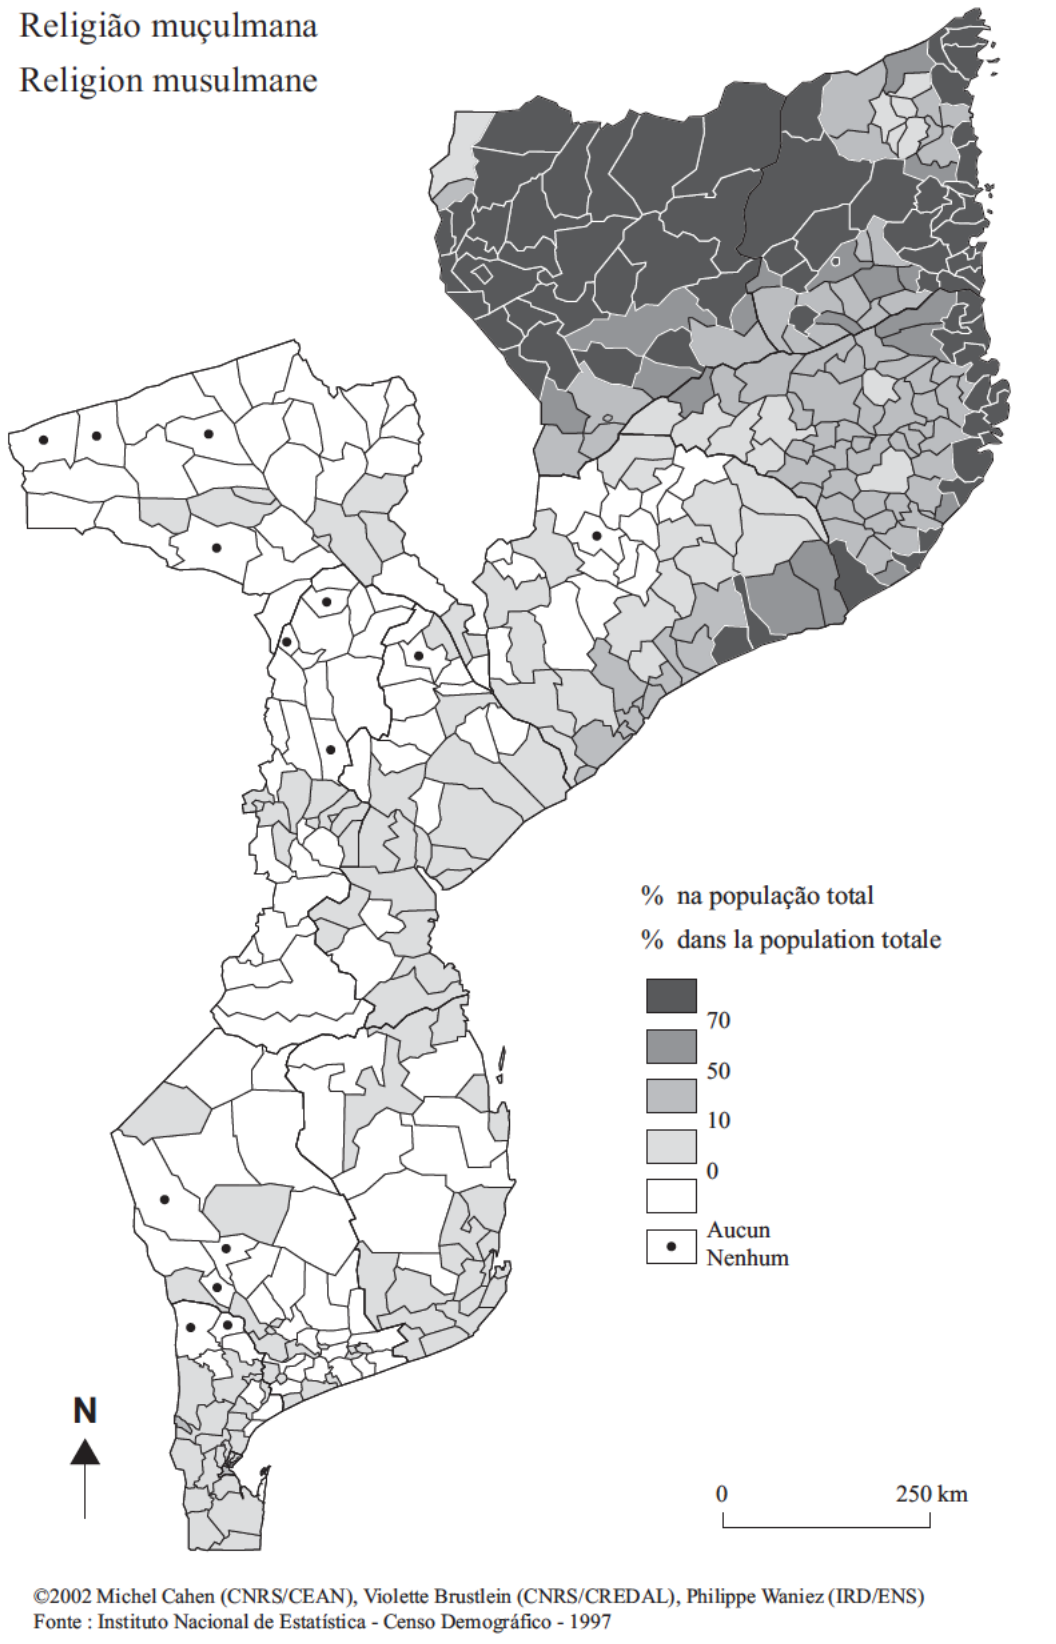 Religião muçulmana
Religion musulmane
% na população total
% dans la population totale
70
50
10
0
Aucun
Nenhum
N
0 250 km
©2002 Michel Cahen (CNRS/CEAN), Violette Brustlein (CNRS/CREDAL), Philippe Waniez (IRD/ENS)
Fonte : Instituto Nacional de Estatística - Censo Demográfico - 1997